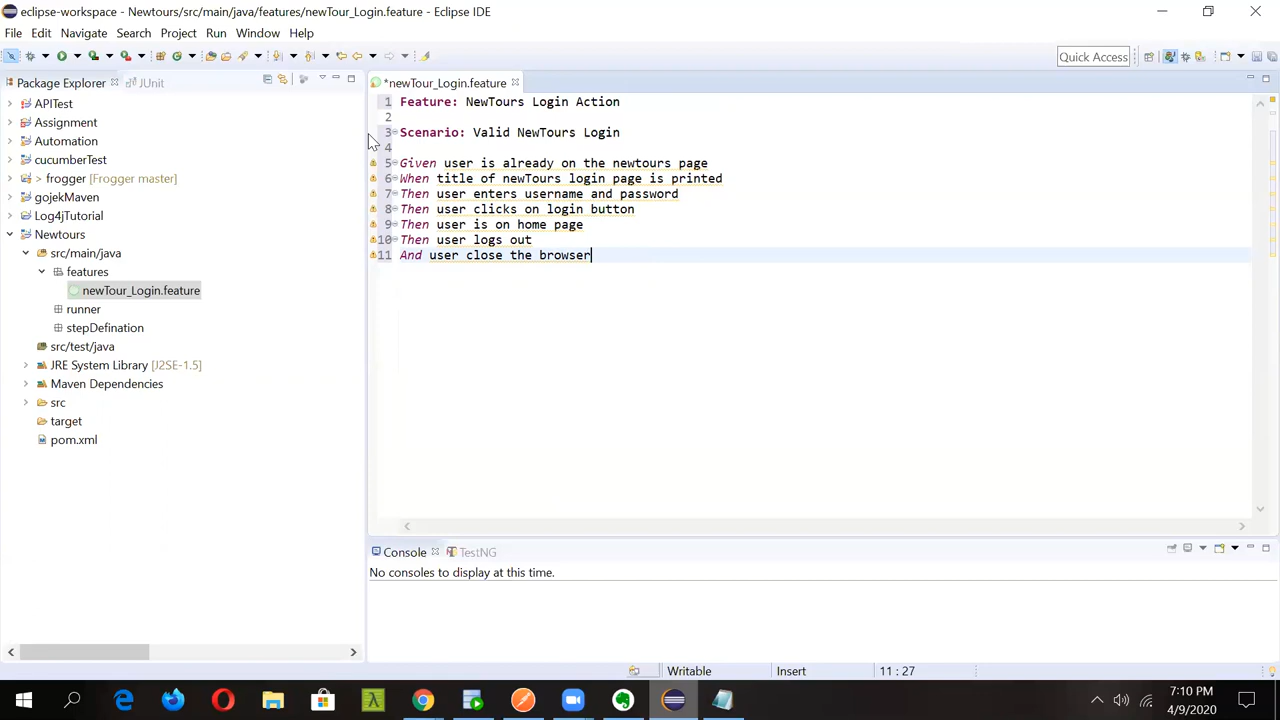 eclipse-workspace - Newtours/src/main/java/features/newTour_Login.feature - Eclipse IDE
File Edit Navigate Search Project Run Window Help
Quick Access
Package Explorer JUnit
*newTour_Login.feature
APITest
Assignment
Automation
cucumberTest
> frogger [Frogger master]
gojekMaven
Log4jTutorial
Newtours
src/main/java
features
newTour_Login.feature
runner
stepDefination
src/test/java
JRE System Library [J2SE-1.5]
Maven Dependencies
src
target
pom.xml
1 Feature: NewTours Login Action
2
3 Scenario: Valid NewTours Login
4
5 Given user is already on the newtours page
6 When title of newTours login page is printed
7 Then user enters username and password
8 Then user clicks on login button
9 Then user is on home page
10 Then user logs out
11 And user close the browser
Console TestNG
No consoles to display at this time.
Writable Insert 11 : 27
7:10 PM
4/9/2020